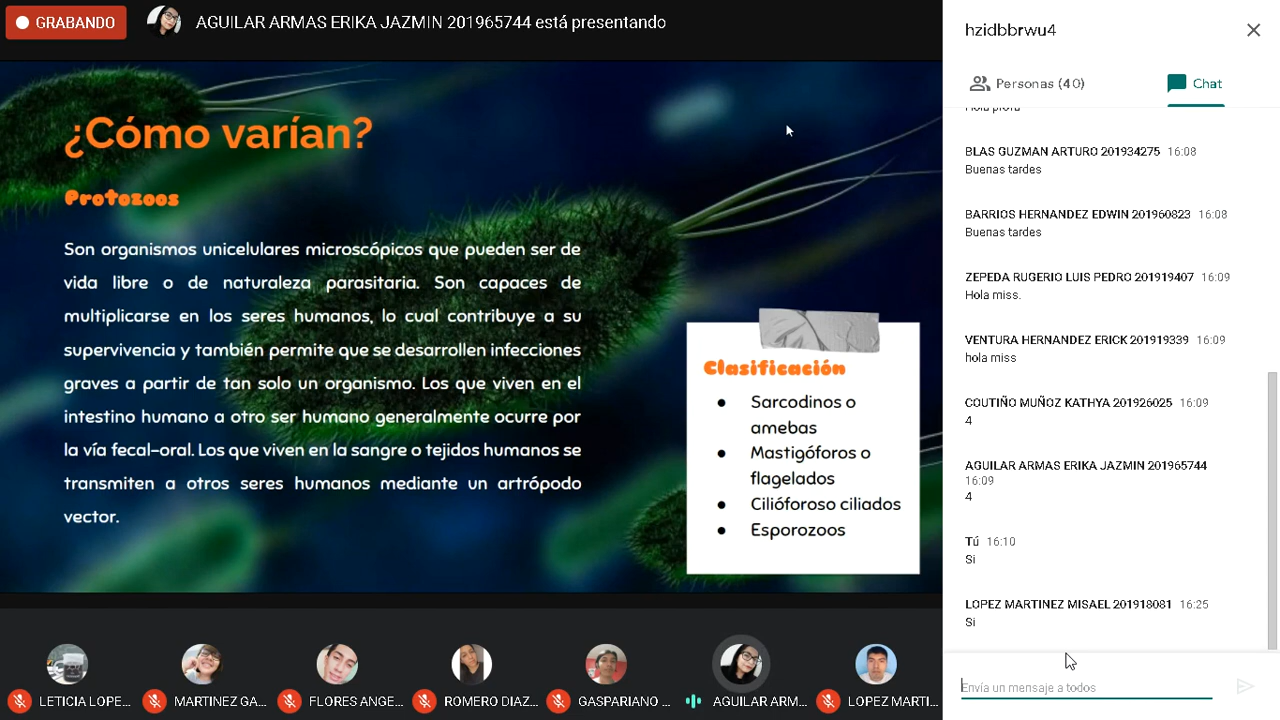 GRABANDO
AGUILAR ARMAS ERIKA JAZMIN 201965744 está presentando
¿Cómo varían?
Protozoos
Son organismos unicelulares microscópicos que pueden ser de
vida libre o de naturaleza parasitaria. Son capaces de
multiplicarse en los seres humanos, lo cual contribuye a su
supervivencia y también permite que se desarrollen infecciones
graves a partir de tan solo un organismo. Los que viven en el
intestino humano a otro ser humano generalmente ocurre por
la vía fecal-oral. Los que viven en la sangre o tejidos humanos se
transmiten a otros seres humanos mediante un artrópodo
vector.
Clasificación
● Sarcodinos o
amebas
● Mastigóforos o
flagelados
● Cilióforoso ciliados
● Esporozoos
LETICIA LOPE...
MARTINEZ GA...
FLORES ANGE...
ROMERO DIAZ...
GASPARIANO ...
AGUILAR ARM...
LOPEZ MARTI...
hzidbbrwu4
Personas (40)
Chat
Hola profa
BLAS GUZMAN ARTURO 201934275 16:08
Buenas tardes
BARRIOS HERNANDEZ EDWIN 201960823 16:08
Buenas tardes
ZEPEDA RUGERIO LUIS PEDRO 201919407 16:09
Hola miss.
VENTURA HERNANDEZ ERICK 201919339 16:09
hola miss
COUTIÑO MUÑOZ KATHYA 201926025 16:09
4
AGUILAR ARMAS ERIKA JAZMIN 201965744
16:09
4
Tú 16:10
Si
LOPEZ MARTINEZ MISAEL 201918081 16:25
Si
Envía un mensaje a todos